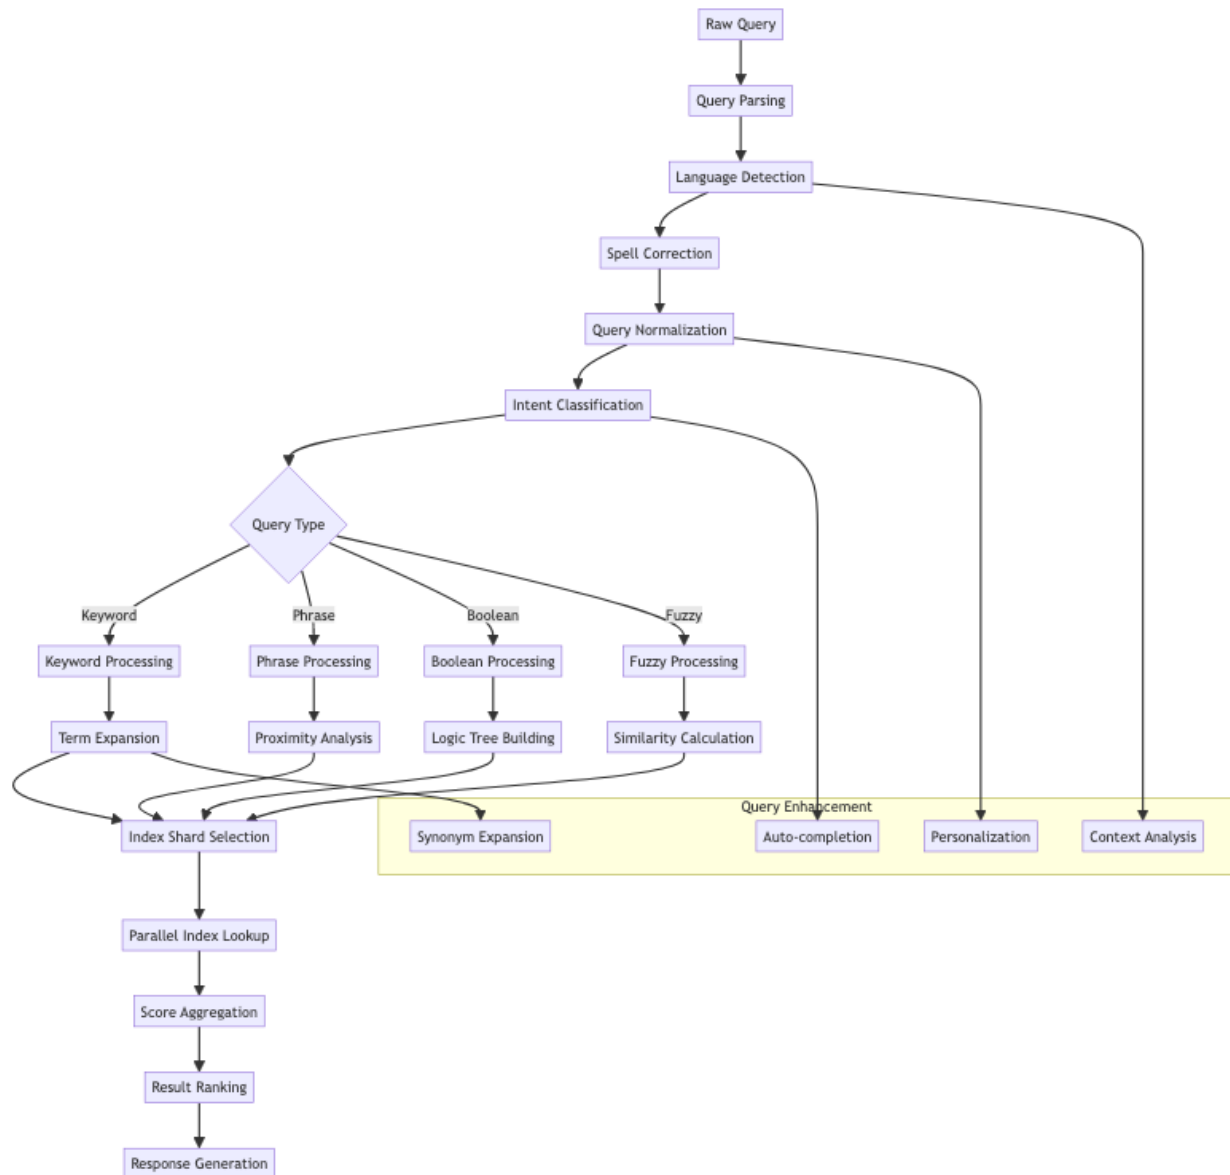 Raw Query
Query Parsing
Language Detection
Spell Correction
Query Normalization
Intent Classification
Query Type
Keyword
Phrase
Boolean
Fuzzy
Keyword Processing
Phrase Processing
Boolean Processing
Fuzzy Processing
Term Expansion
Proximity Analysis
Logic Tree Building
Similarity Calculation
Query Enhancement
Index Shard Selection
Synonym Expansion
Auto-completion
Personalization
Context Analysis
Parallel Index Lookup
Score Aggregation
Result Ranking
Response Generation